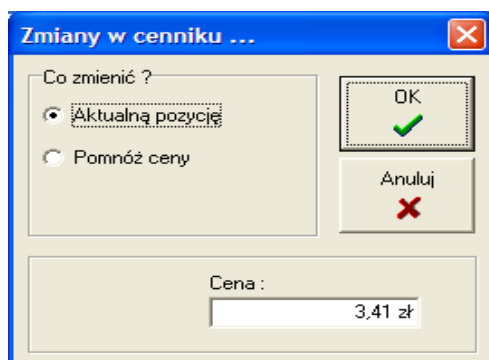 Zmiany w cenniku ...
Co zmienić ?
Aktualną pozycję
Pomnóż ceny
OK
Anuluj
Cena :
3,41 zł